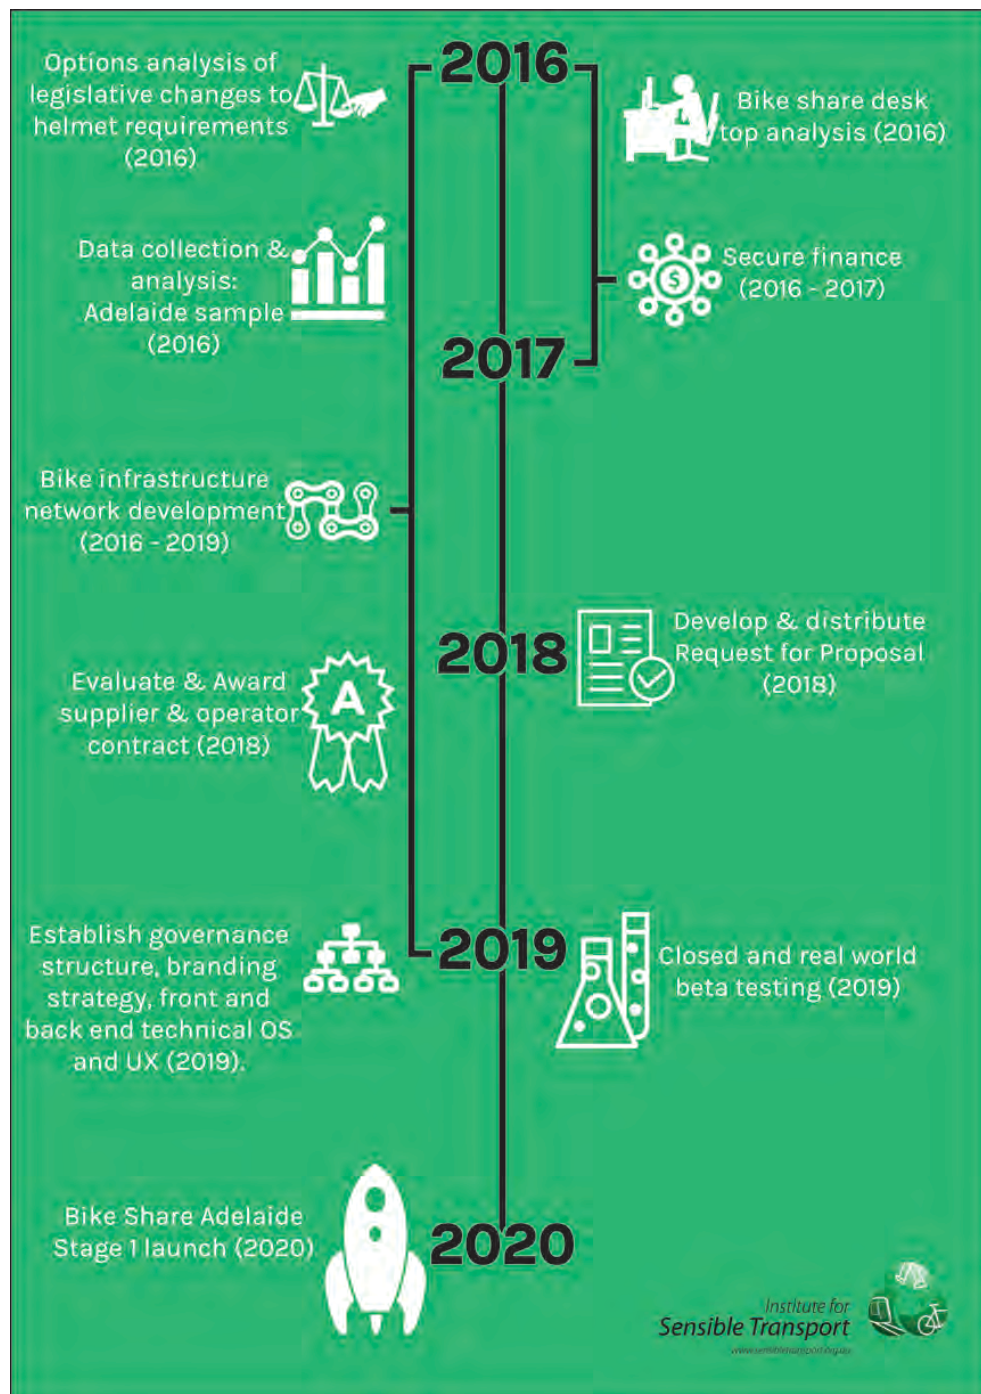 2016
Options analysis of
legislative changes to
helmet requirements
(2016)
Bike share desk
top analysis (2016)
Data collection &
analysis:
Adelaide sample
(2016)
Secure finance
(2016 - 2017)
$
2017
Bike infrastructure
network development
(2016 - 2019)
2018
Develop & distribute
Request for Proposal
(2018)
Evaluate & Award
supplier & operator
contract (2018)
A
2019
Establish governance
structure, branding
strategy, front and
back end technical OS
and UX (2019).
Closed and real world
beta testing (2019)
Bike Share Adelaide
Stage 1 launch (2020)
2020
Institute for
Sensible Transport
www.sensibletransport.org.au